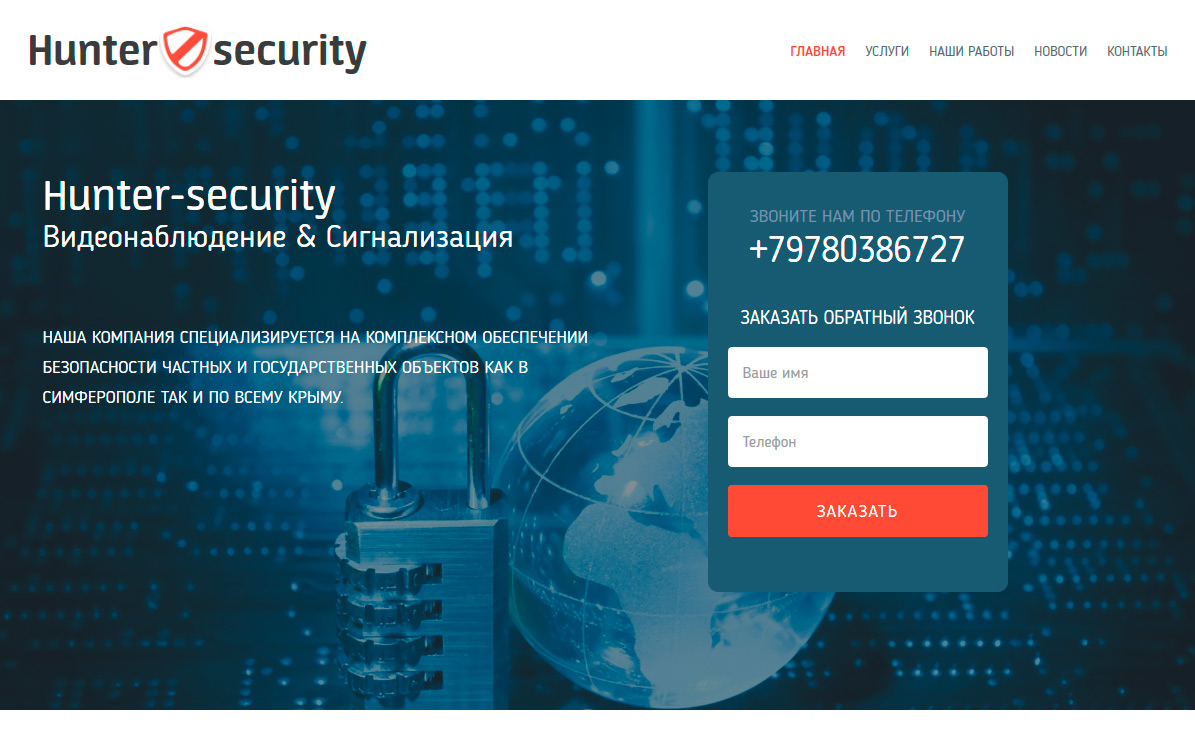 Hunter security
ГЛАВНАЯ УСЛУГИ НАШИ РАБОТЫ НОВОСТИ КОНТАКТЫ
Hunter-security
Видеонаблюдение & Сигнализация
НАША КОМПАНИЯ СПЕЦИАЛИЗИРУЕТСЯ НА КОМПЛЕКСНОМ ОБЕСПЕЧЕНИИ
БЕЗОПАСНОСТИ ЧАСТНЫХ И ГОСУДАРСТВЕННЫХ ОБЪЕКТОВ КАК В
СИМФЕРОПОЛЕ ТАК И ПО ВСЕМУ КРЫМУ.
ЗВОНИТЕ НАМ ПО ТЕЛЕФОНУ
+79780386727
ЗАКАЗАТЬ ОБРАТНЫЙ ЗВОНОК
Ваше имя
Телефон
ЗАКАЗАТЬ